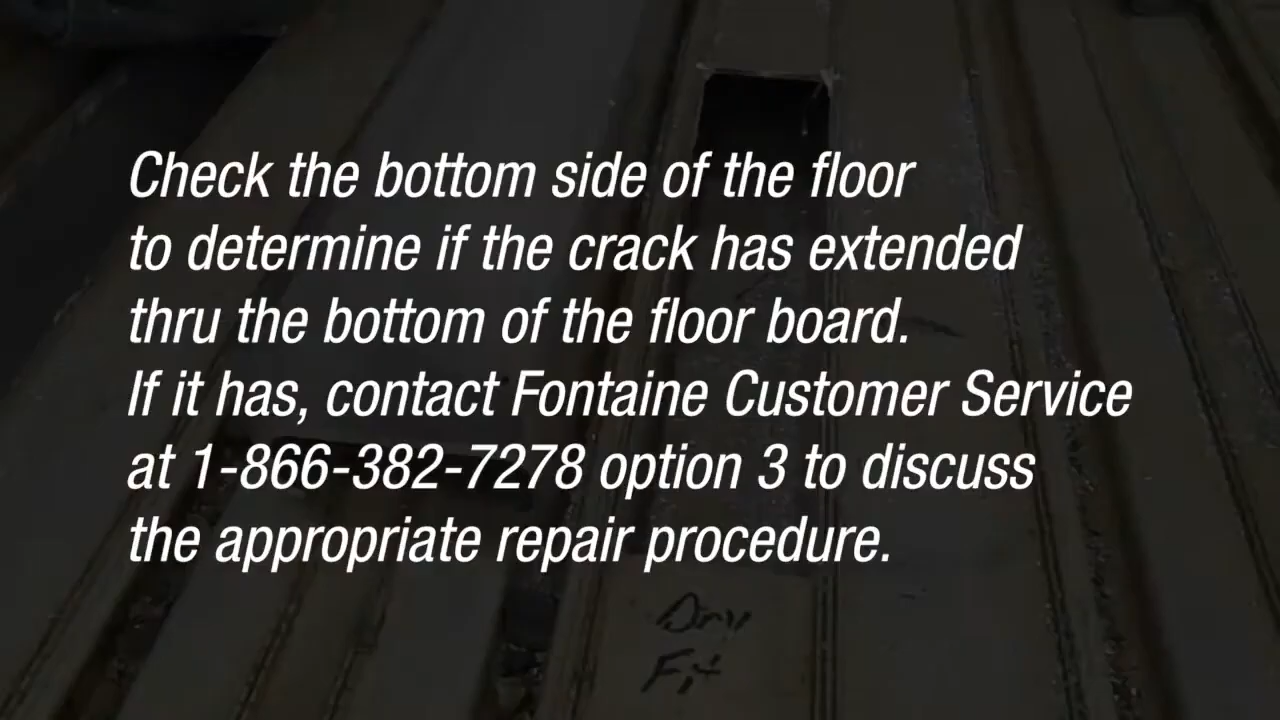 Check the bottom side of the floor
to determine if the crack has extended
thru the bottom of the floor board.
If it has, contact Fontaine Customer Service
at 1-866-382-7278 option 3 to discuss
the appropriate repair procedure.
Dry
Fit